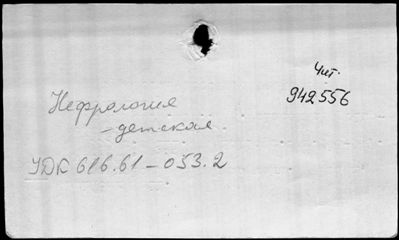 Чит.
942556
Нефрология
-детская.
УДК 616.61-053.2